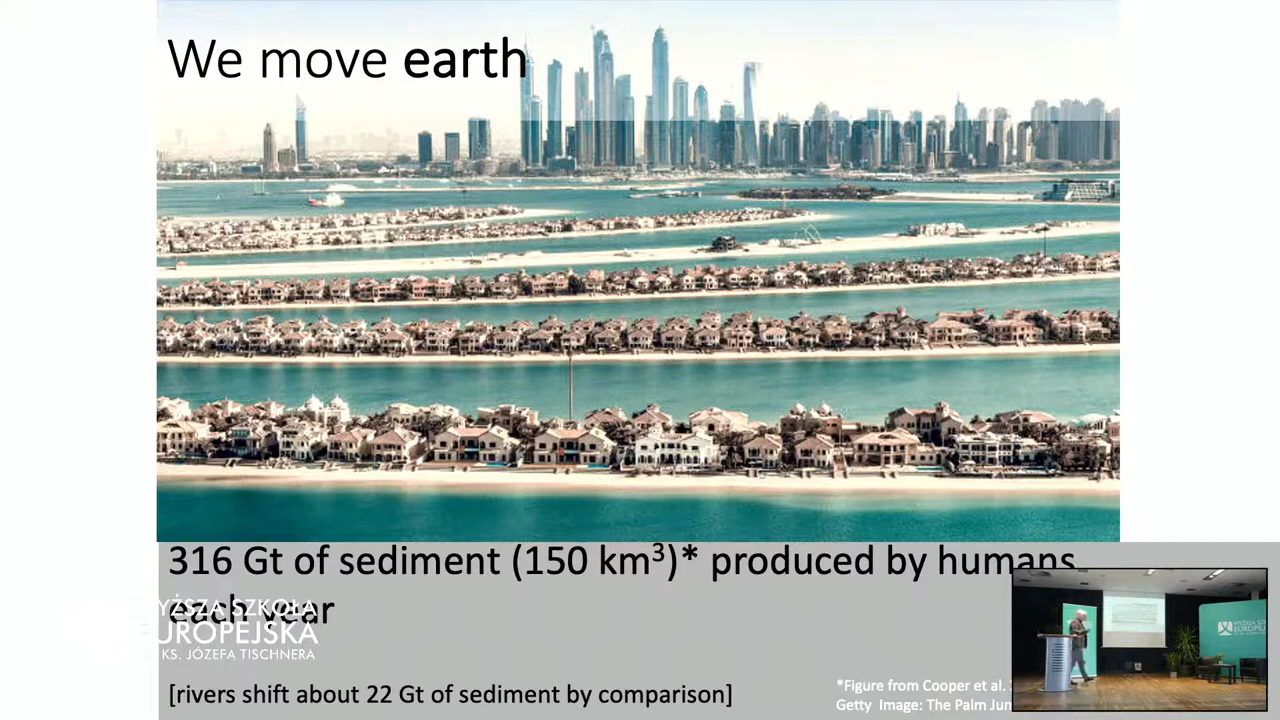 We move earth
316 Gt of sediment (150 km³)* produced by humans
each year
YŻSZA SZKOŁA
EUROPEJSKA
KS. JÓZEFA TISCHNERA
[rivers shift about 22 Gt of sediment by comparison]
*Figure from Cooper et al.
Getty Image: The Palm Jum